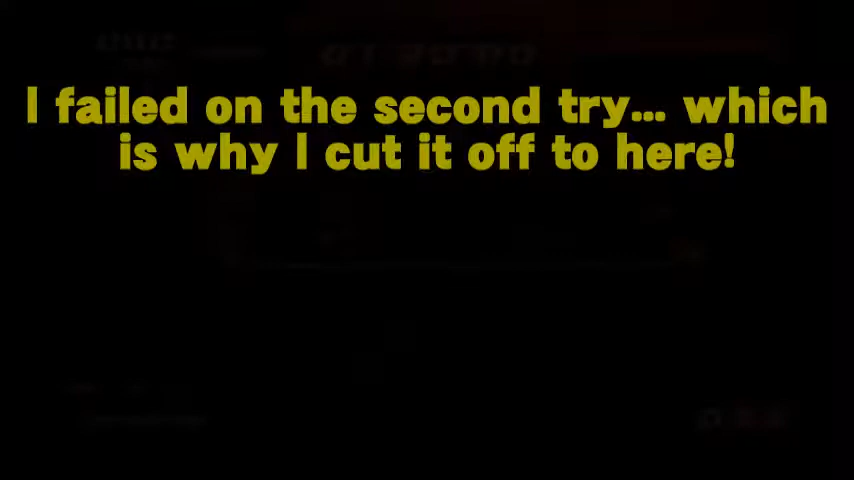 I failed on the second try... which
is why I cut it off to here!